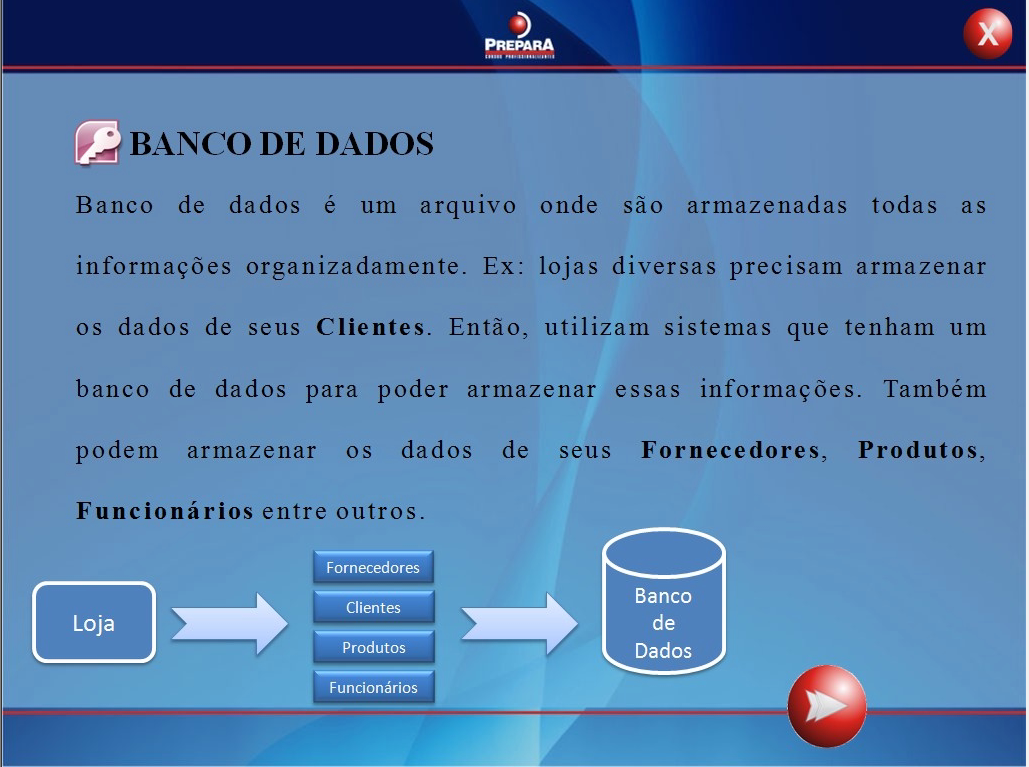 PREPARA
CURSOS PROFISSIONALIZANTES
X
BANCO DE DADOS
Banco de dados é um arquivo onde são armazenadas todas as
informações organizadamente. Ex: lojas diversas precisam armazenar
os dados de seus Clientes. Então, utilizam sistemas que tenham um
banco de dados para poder armazenar essas informações. Também
podem armazenar os dados de seus Fornecedores, Produtos,
Funcionários entre outros.
Loja
Fornecedores
Clientes
Produtos
Funcionários
Banco
de
Dados